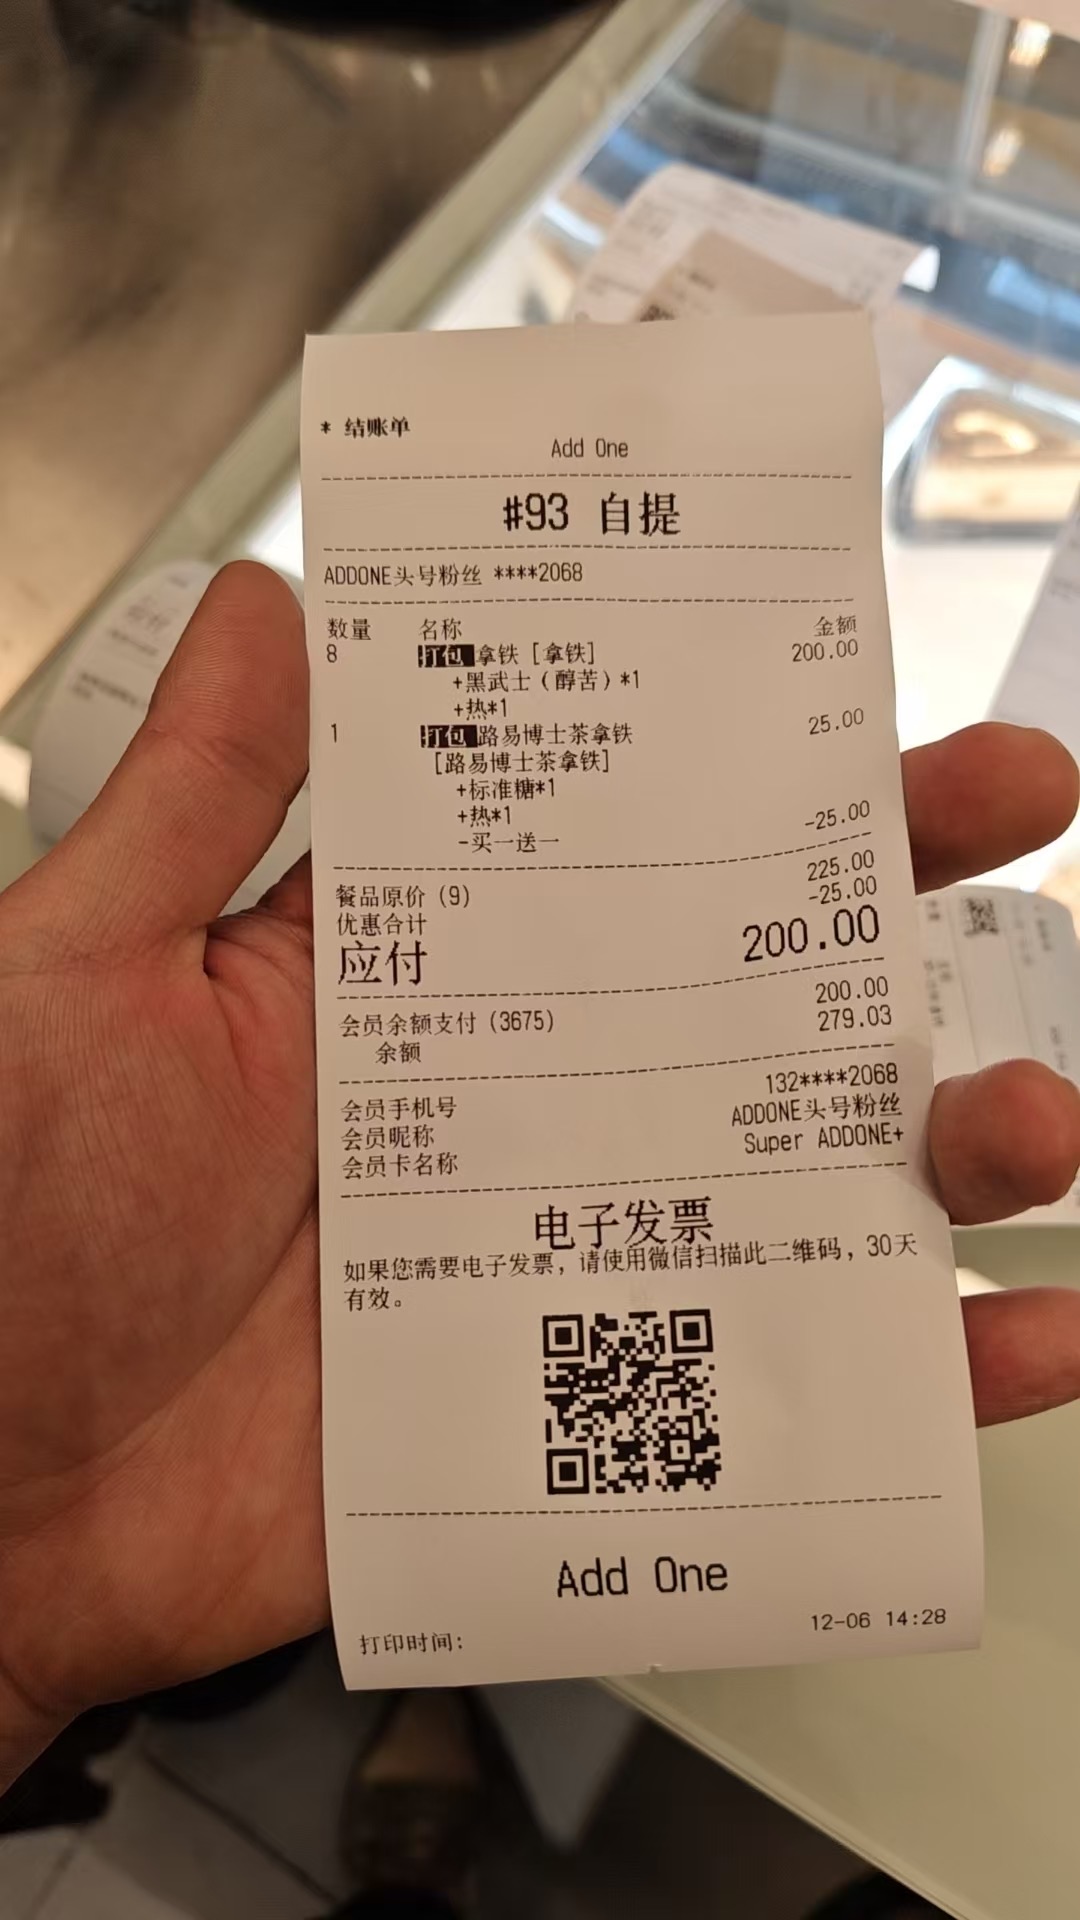 * 结账单
Add One
#93 自提
ADDONE头号粉丝 ****2068
数量 名称 金额
8 打包 拿铁 [拿铁] 200.00
+黑武士（醇苦）*1
+热*1
1 打包 路易博士茶拿铁 25.00
[路易博士茶拿铁]
+标准糖*1
+热*1
-买一送一 -25.00
餐品原价 (9) 225.00
优惠合计 -25.00
应付 200.00
会员余额支付 (3675) 200.00
余额 279.03
会员手机号 132****2068
会员昵称 ADDONE头号粉丝
会员卡名称 Super ADDONE+
电子发票
如果您需要电子发票，请使用微信扫描此二维码，30天
有效。
Add One
打印时间: 12-06 14:28